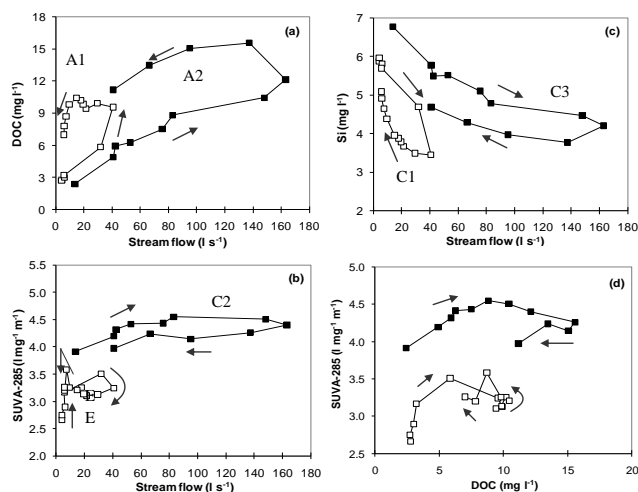 18
15
12
9
6
3
0
DOC (mg l-1)
A1
A2
(a)
0 20 40 60 80 100 120 140 160 180
Stream flow (l s-1)
7
6
5
4
3
2
Si (mg l-1)
C1
C3
(c)
0 20 40 60 80 100 120 140 160 180
Stream flow (l s-1)
5.5
5.0
4.5
4.0
3.5
3.0
2.5
2.0
SUVA-285 (l mg-1 m-1)
(b)
C2
E
0 20 40 60 80 100 120 140 160 180
Stream flow (l s-1)
5.0
4.5
4.0
3.5
3.0
2.5
2.0
SUVA-285 (l mg-1 m-1)
(d)
0 5 10 15 20
DOC (mg l-1)